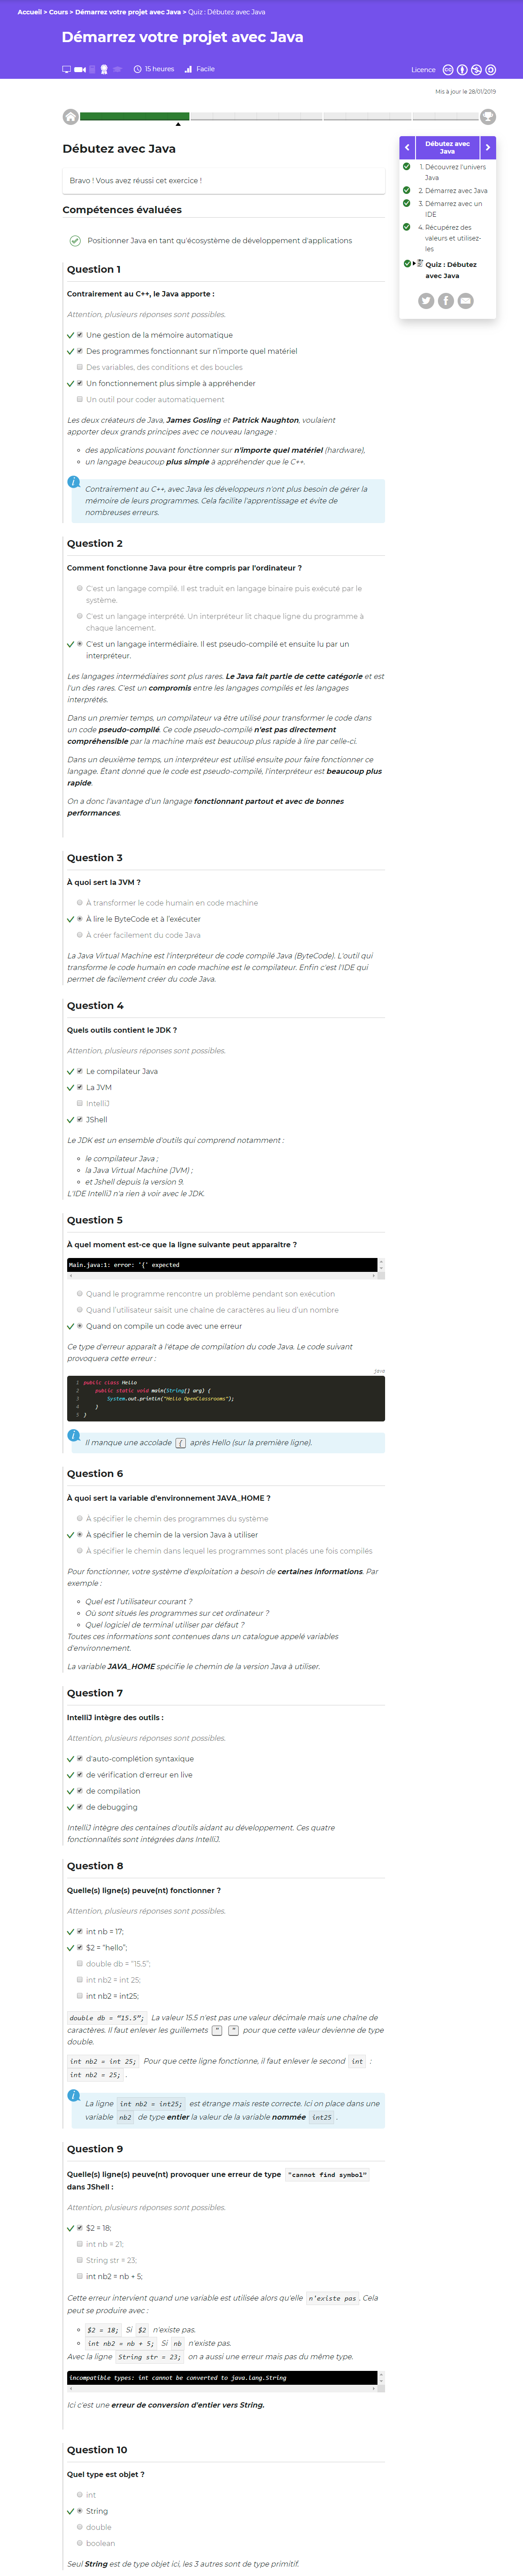 Accueil > Cours > Démarrez votre projet avec Java > Quiz : Débutez avec Java
Démarrez votre projet avec Java
15 heures
Facile
Licence
Mis à jour le 28/01/2019
Débutez avec Java
Bravo ! Vous avez réussi cet exercice !
Compétences évaluées
Positionner Java en tant qu'écosystème de développement d'applications
Débutez avec
Java
1. Découvrez l'univers
Java
2. Démarrez avec Java
3. Démarrez avec un
IDE
4. Récupérez des
valeurs et utilisez-
les
Quiz : Débutez
avec Java
Question 1
Contrairement au C++, le Java apporte :
Attention, plusieurs réponses sont possibles.
Une gestion de la mémoire automatique
Des programmes fonctionnant sur n'importe quel matériel
Des variables, des conditions et des boucles
Un fonctionnement plus simple à appréhender
Un outil pour coder automatiquement
Les deux créateurs de Java, James Gosling et Patrick Naughton, voulaient
apporter deux grands principes avec ce nouveau langage :
des applications pouvant fonctionner sur n'importe quel matériel (hardware),
un langage beaucoup plus simple à appréhender que le C++.
Contrairement au C++, avec Java les développeurs n'ont plus besoin de gérer la
mémoire de leurs programmes. Cela facilite l'apprentissage et évite de
nombreuses erreurs.
Question 2
Comment fonctionne Java pour être compris par l'ordinateur ?
C'est un langage compilé. Il est traduit en langage binaire puis exécuté par le
système.
C'est un langage interprété. Un interpréteur lit chaque ligne du programme à
chaque lancement.
C'est un langage intermédiaire. Il est pseudo-compilé et ensuite lu par un
interpréteur.
Les langages intermédiaires sont plus rares. Le Java fait partie de cette catégorie et est
l'un des rares. C'est un compromis entre les langages compilés et les langages
interprétés.
Dans un premier temps, un compilateur va être utilisé pour transformer le code dans
un code pseudo-compilé. Ce code pseudo-compilé n'est pas directement
compréhensible par la machine mais est beaucoup plus rapide à lire par celle-ci.
Dans un deuxième temps, un interpréteur est utilisé ensuite pour faire fonctionner ce
langage. Étant donné que le code est pseudo-compilé, l'interpréteur est beaucoup plus
rapide.
On a donc l'avantage d'un langage fonctionnant partout et avec de bonnes
performances.
Question 3
À quoi sert la JVM ?
À transformer le code humain en code machine
À lire le ByteCode et à l'exécuter
À créer facilement du code Java
La Java Virtual Machine est l'interpréteur de code compilé Java (ByteCode). L'outil qui
transforme le code humain en code machine est le compilateur. Enfin c'est l'IDE qui
permet de facilement créer du code Java.
Question 4
Quels outils contient le JDK ?
Attention, plusieurs réponses sont possibles.
Le compilateur Java
La JVM
IntelliJ
JShell
Le JDK est un ensemble d'outils qui comprend notamment :
le compilateur Java ;
la Java Virtual Machine (JVM) ;
et Jshell depuis la version 9.
L'IDE IntelliJ n'a rien à voir avec le JDK.
Question 5
À quel moment est-ce que la ligne suivante peut apparaître ?
Main.java:1: error: '{' expected
Quand le programme rencontre un problème pendant son exécution
Quand l'utilisateur saisit une chaîne de caractères au lieu d'un nombre
Quand on compile un code avec une erreur
Ce type d'erreur apparaît à l'étape de compilation du code Java. Le code suivant
provoquera cette erreur :
java
1 public class Hello
2 public static void main(String[] arg) {
3 System.out.println("Hello OpenClassrooms");
4 }
5 }
Il manque une accolade { après Hello (sur la première ligne).
Question 6
À quoi sert la variable d'environnement JAVA_HOME ?
À spécifier le chemin des programmes du système
À spécifier le chemin de la version Java à utiliser
À spécifier le chemin dans lequel les programmes sont placés une fois compilés
Pour fonctionner, votre système d'exploitation a besoin de certaines informations. Par
exemple :
Quel est l'utilisateur courant ?
Où sont situés les programmes sur cet ordinateur ?
Quel logiciel de terminal utiliser par défaut ?
Toutes ces informations sont contenues dans un catalogue appelé variables
d'environnement.
La variable JAVA_HOME spécifie le chemin de la version Java à utiliser.
Question 7
IntelliJ intègre des outils :
Attention, plusieurs réponses sont possibles.
d'auto-complétion syntaxique
de vérification d'erreur en live
de compilation
de debugging
IntelliJ intègre des centaines d'outils aidant au développement. Ces quatre
fonctionnalités sont intégrées dans IntelliJ.
Question 8
Quelle(s) ligne(s) peuve(nt) fonctionner ?
Attention, plusieurs réponses sont possibles.
int nb = 17;
$2 = "hello";
double db = "15.5";
int nb2 = int 25;
int nb2 = int25;
double db = "15.5"; La valeur 15.5 n'est pas une valeur décimale mais une chaîne de
caractères. Il faut enlever les guillemets " " pour que cette valeur devienne de type
double.
int nb2 = int 25; Pour que cette ligne fonctionne, il faut enlever le second int :
int nb2 = 25; .
La ligne int nb2 = int25; est étrange mais reste correcte. Ici on place dans une
variable nb2 de type entier la valeur de la variable nommée int25 .
Question 9
Quelle(s) ligne(s) peuve(nt) provoquer une erreur de type "cannot find symbol"
dans JShell :
Attention, plusieurs réponses sont possibles.
$2 = 18;
int nb = 21;
String str = 23;
int nb2 = nb + 5;
Cette erreur intervient quand une variable est utilisée alors qu'elle n'existe pas . Cela
peut se produire avec :
$2 = 18; Si $2 n'existe pas.
int nb2 = nb + 5; Si nb n'existe pas.
Avec la ligne String str = 23; on a aussi une erreur mais pas du même type.
incompatible types: int cannot be converted to java.lang.String
Ici c'est une erreur de conversion d'entier vers String.
Question 10
Quel type est objet ?
int
String
double
boolean
Seul String est de type objet ici, les 3 autres sont de type primitif.